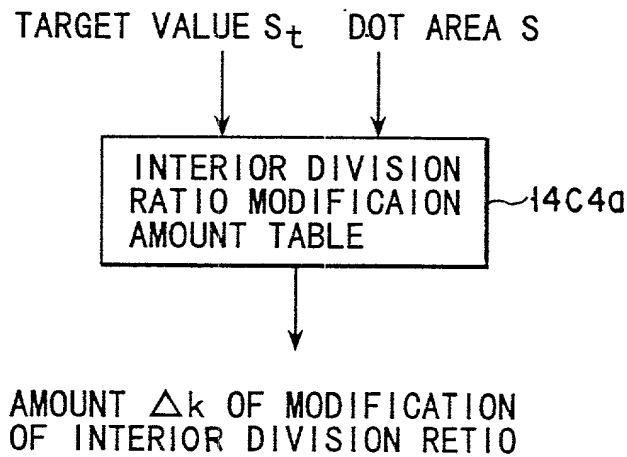 TARGET VALUE St DOT AREA S
INTERIOR DIVISION
RATIO MODIFICAION
AMOUNT TABLE
14C4a
AMOUNT △k OF MODIFICATION
OF INTERIOR DIVISION RETIO